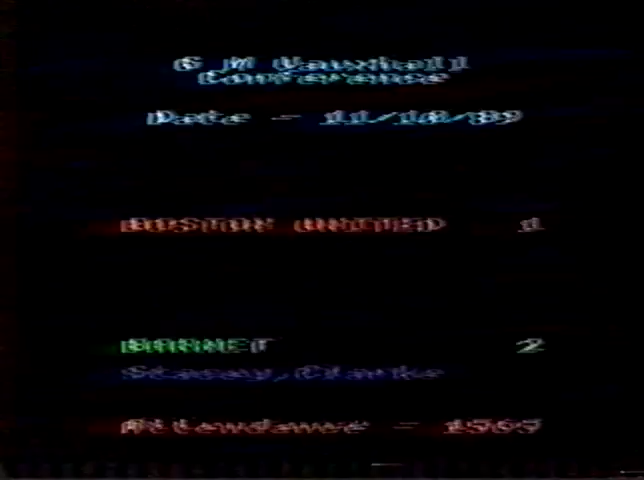 G M Vauxhall
Conference
Date - 11/10/89
BOSTON UNITED 1
BARNET 2
Stacey, Clarke
Attendance - 1567